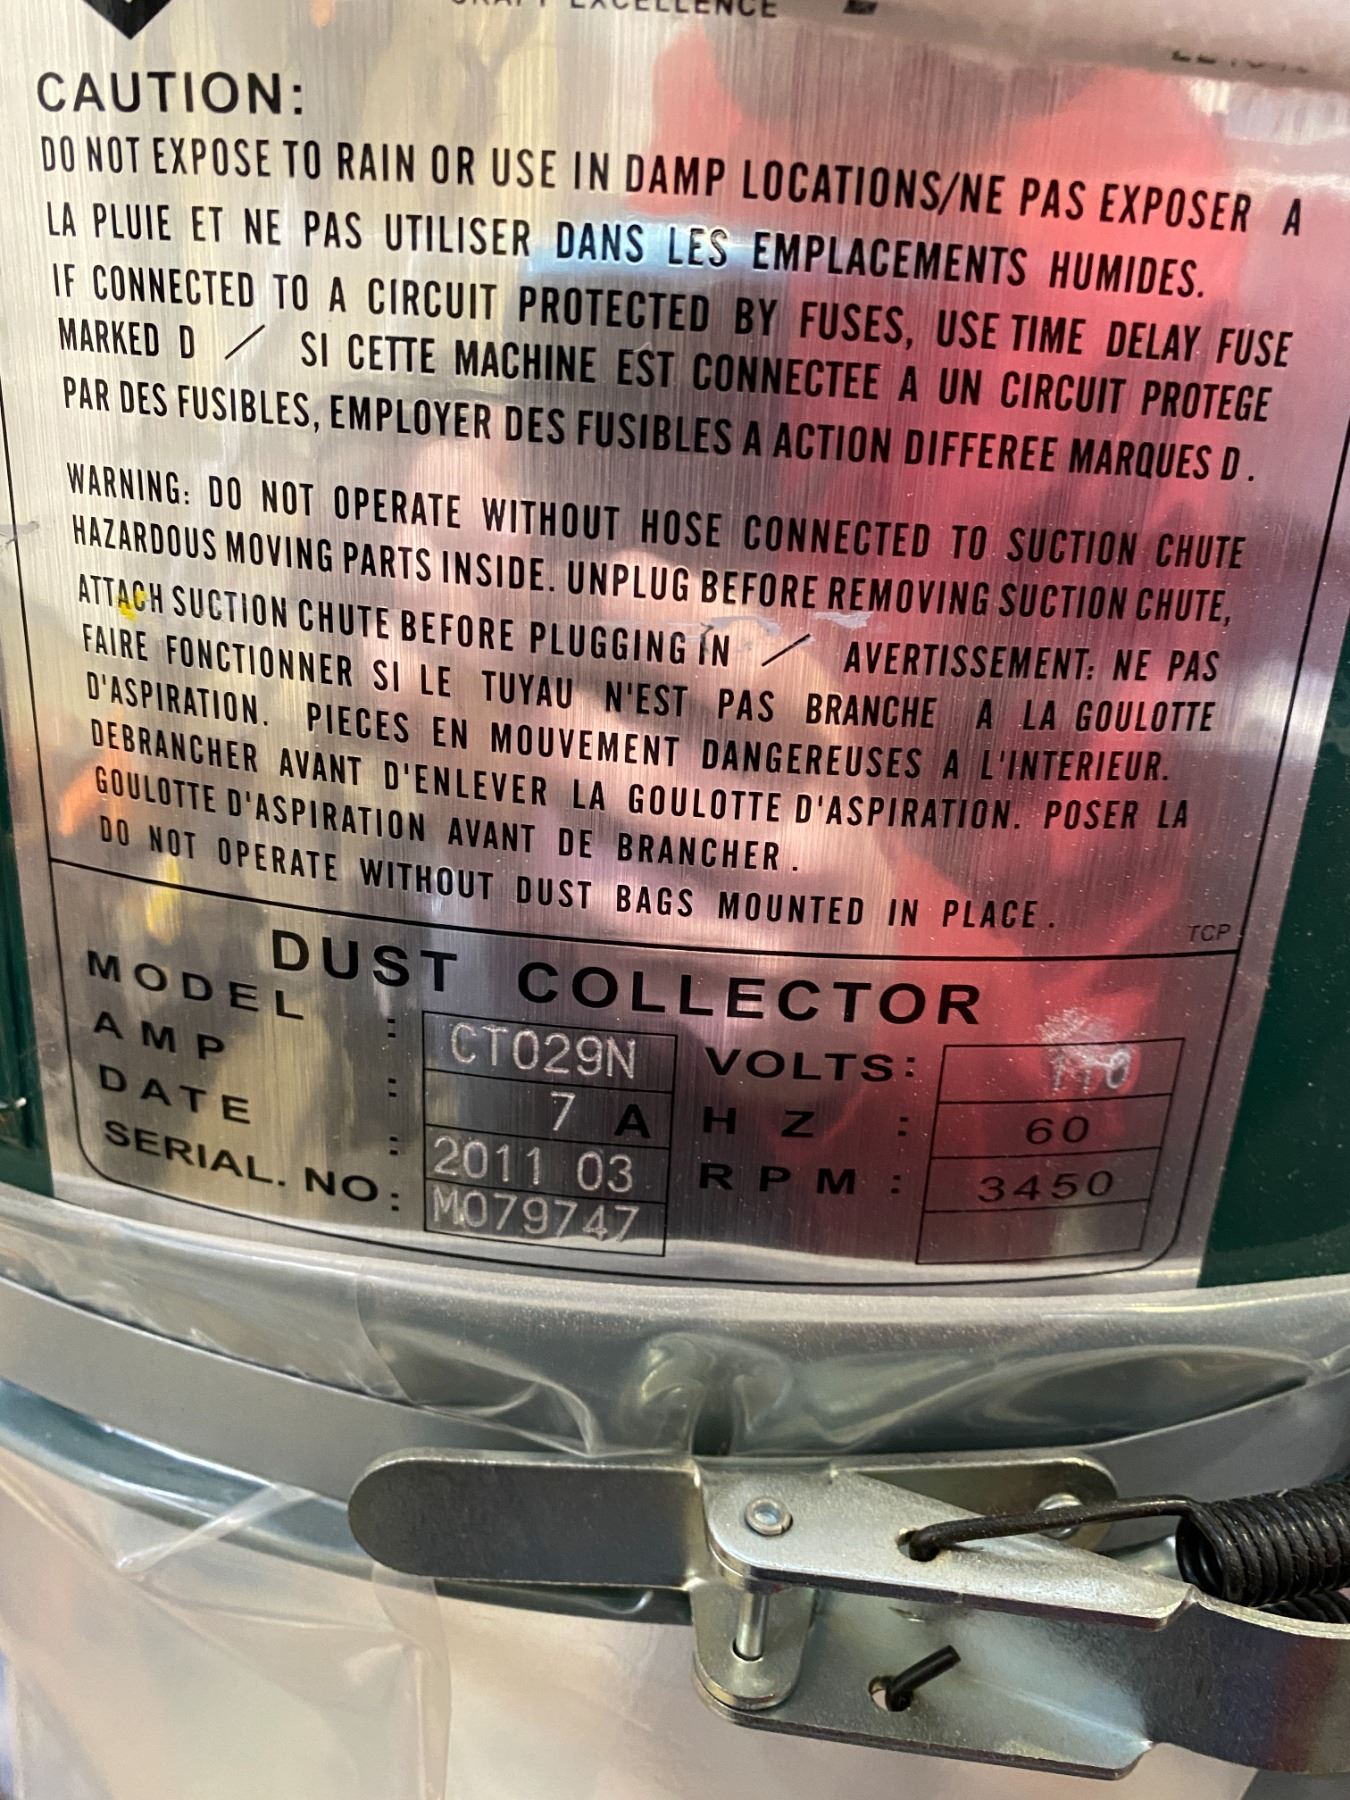 EXCELLENCE
CAUTION:
DO NOT EXPOSE TO RAIN OR USE IN DAMP LOCATIONS/NE PAS EXPOSER A
LA PLUIE ET NE PAS UTILISER DANS LES EMPLACEMENTS HUMIDES.
IF CONNECTED TO A CIRCUIT PROTECTED BY FUSES, USE TIME DELAY FUSE
MARKED D / SI CETTE MACHINE EST CONNECTEE A UN CIRCUIT PROTEGE
PAR DES FUSIBLES, EMPLOYER DES FUSIBLES A ACTION DIFFEREE MARQUES D.
WARNING: DO NOT OPERATE WITHOUT HOSE CONNECTED TO SUCTION CHUTE
HAZARDOUS MOVING PARTS INSIDE. UNPLUG BEFORE REMOVING SUCTION CHUTE,
ATTACH SUCTION CHUTE BEFORE PLUGGING IN / AVERTISSEMENT: NE PAS
FAIRE FONCTIONNER SI LE TUYAU N'EST PAS BRANCHE A LA GOULOTTE
D'ASPIRATION. PIECES EN MOUVEMENT DANGEREUSES A L'INTERIEUR.
DEBRANCHER AVANT D'ENLEVER LA GOULOTTE D'ASPIRATION. POSER LA
GOULOTTE D'ASPIRATION AVANT DE BRANCHER.
DO NOT OPERATE WITHOUT DUST BAGS MOUNTED IN PLACE.
TCP
DUST COLLECTOR
MODEL : CT029N VOLTS: 110
AMP : 7 A HZ : 60
DATE : 2011 03 RPM : 3450
SERIAL. NO: M079747